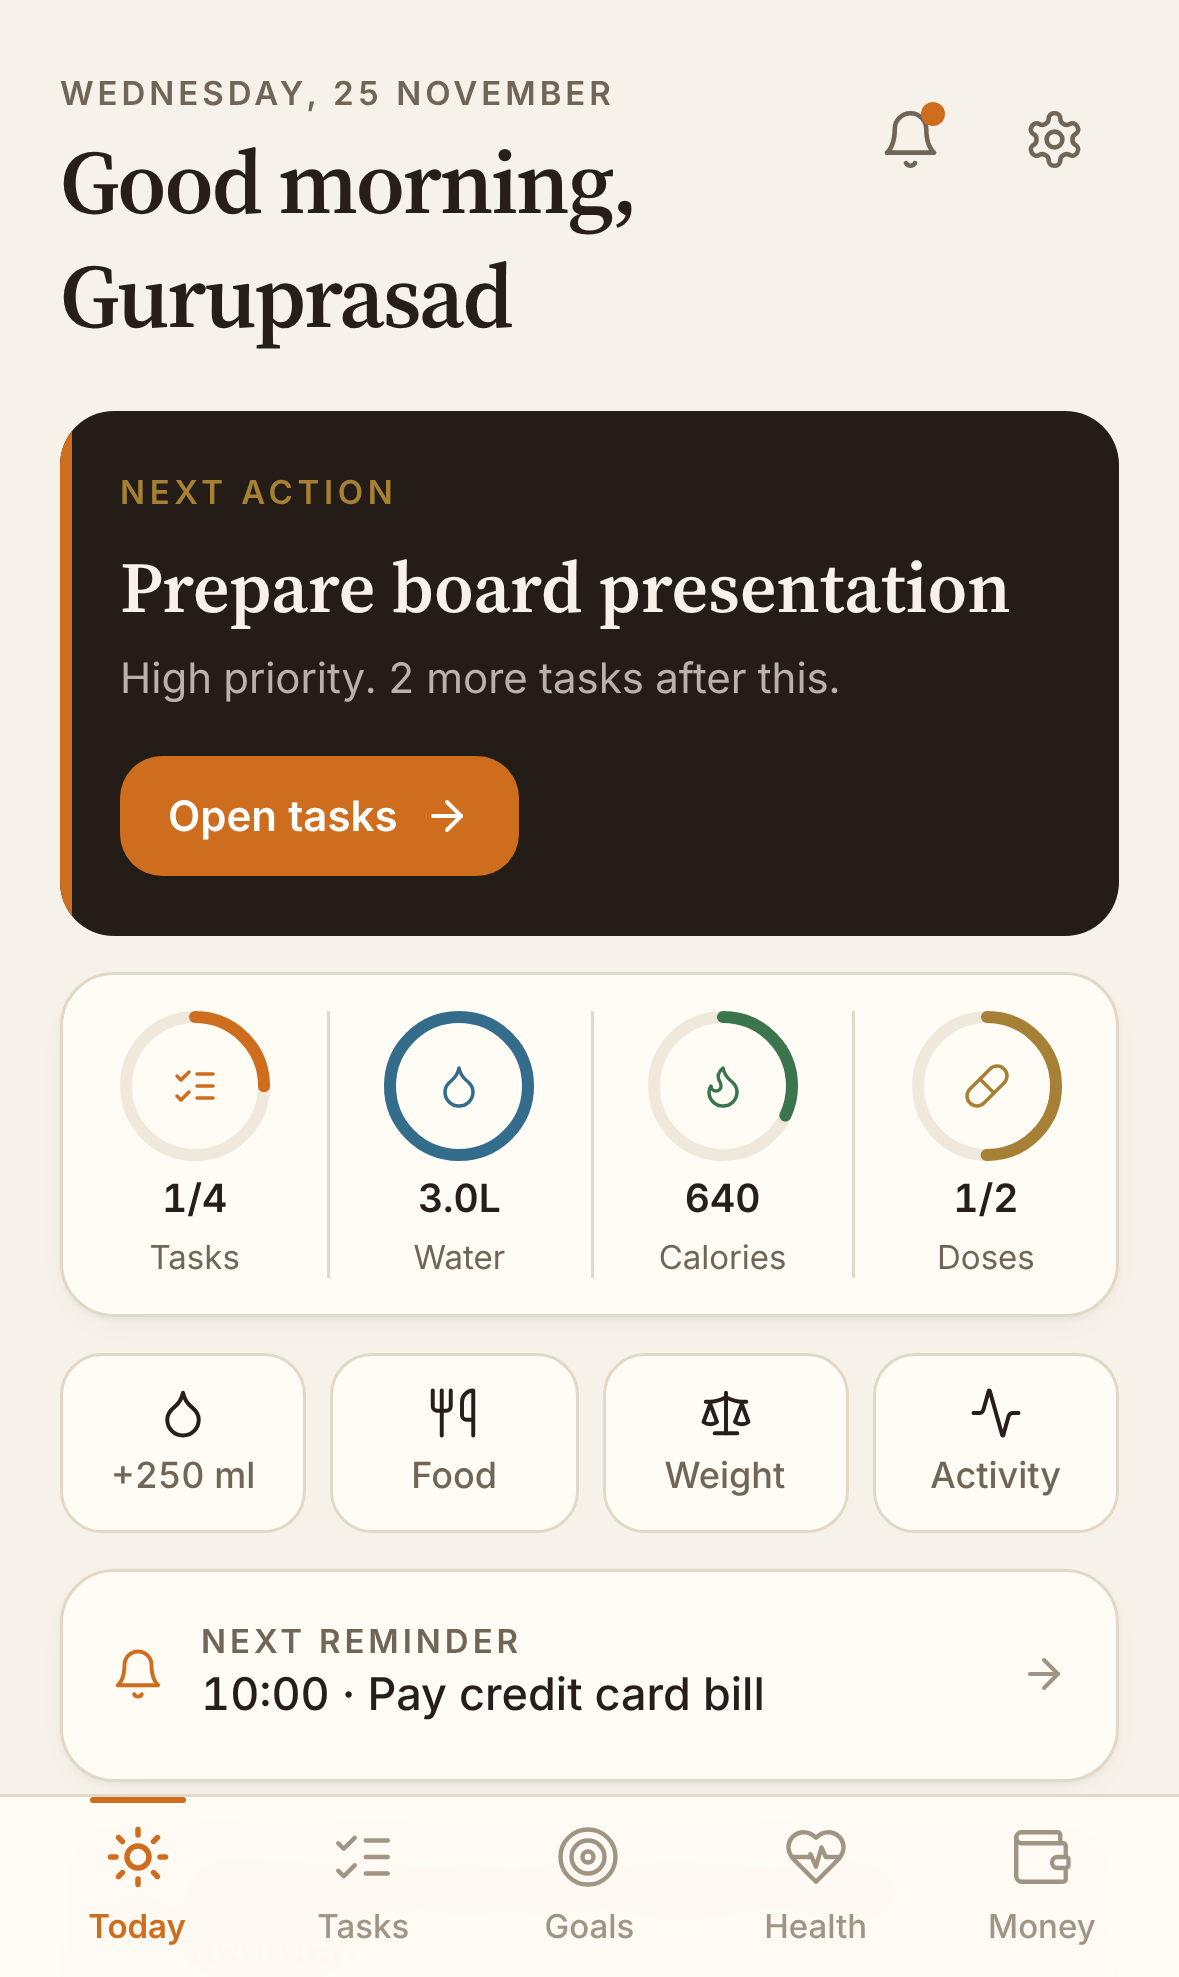 WEDNESDAY, 25 NOVEMBER
Good morning,
Guruprasad
NEXT ACTION
Prepare board presentation
High priority. 2 more tasks after this.
Open tasks
1/4
Tasks
3.0L
Water
640
Calories
1/2
Doses
+250 ml
Food
Weight
Activity
NEXT REMINDER
10:00 · Pay credit card bill
Today
Tasks
Goals
Health
Money